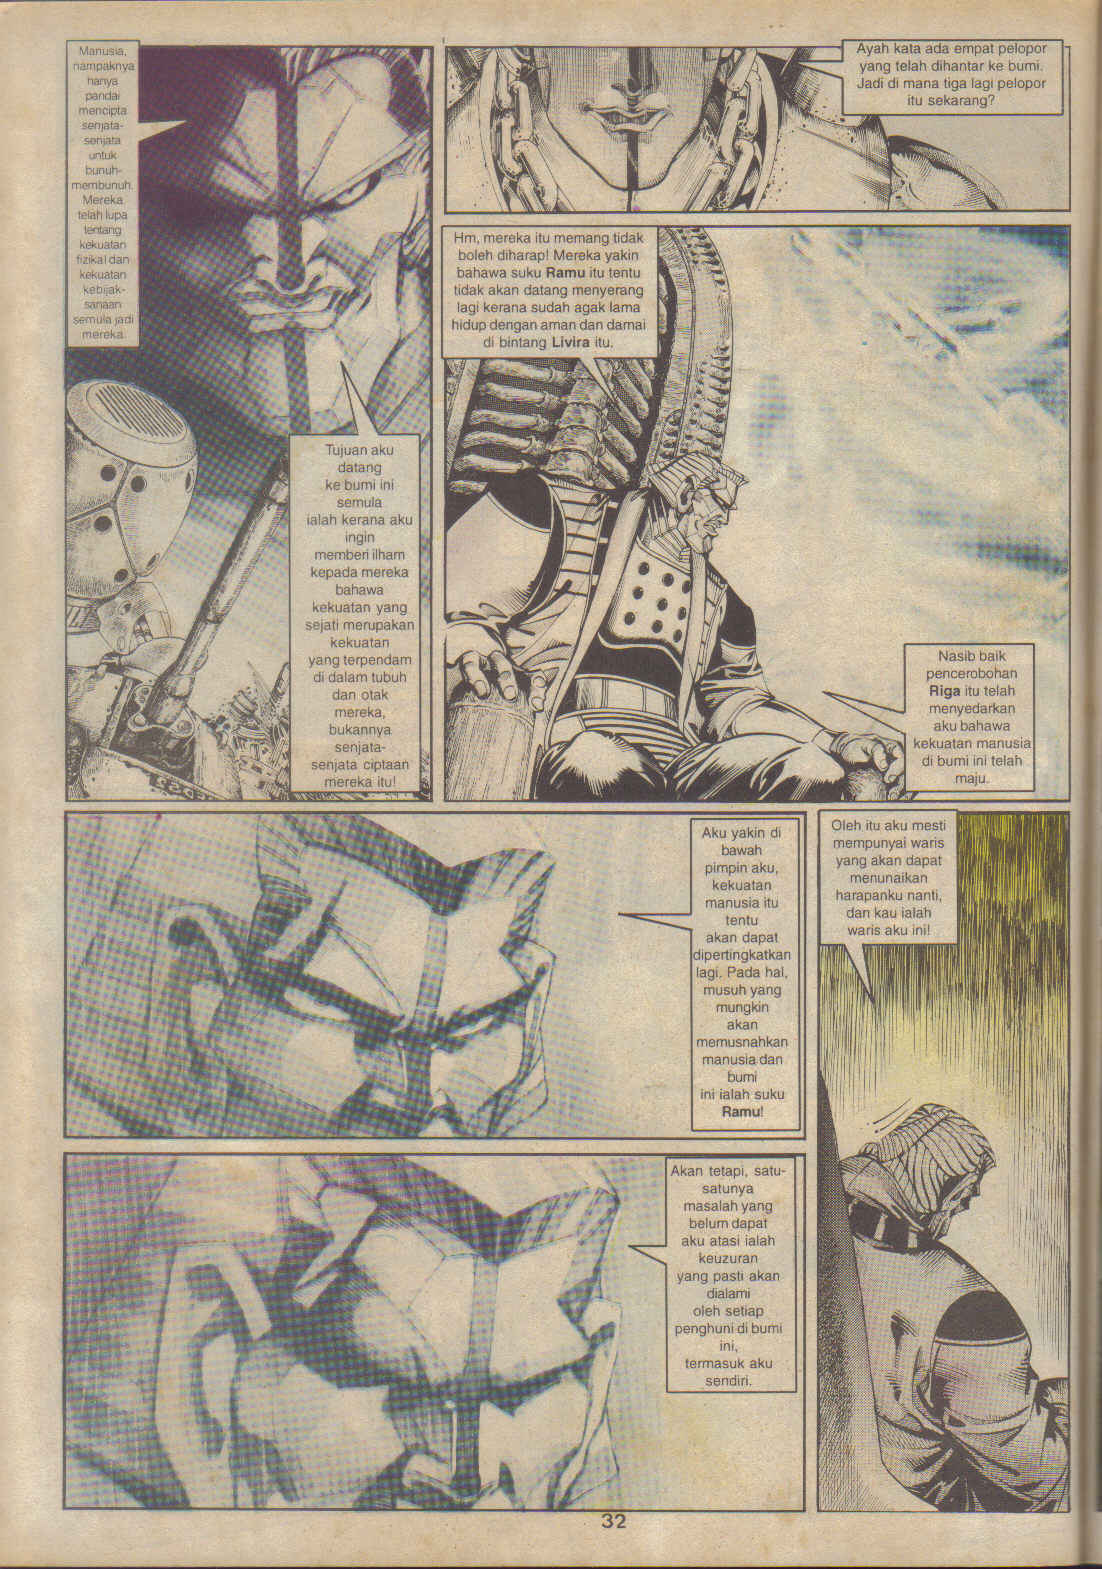 Manusia,
nampaknya
hanya
pandai
mencipta
senjata-
senjata
untuk
bunuh-
membunuh.
Mereka
telah lupa
tentang
kekuatan
fizikal dan
kekuatan
kebijak-
sanaan
semula jadi
mereka.
Tujuan aku
datang
ke bumi ini
semula
ialah kerana aku
ingin
memberi ilham
kepada mereka
bahawa
kekuatan yang
sejati merupakan
kekuatan
yang terpendam
di dalam tubuh
dan otak
mereka,
bukannya
senjata-
senjata ciptaan
mereka itu!
Ayah kata ada empat pelopor
yang telah dihantar ke bumi.
Jadi di mana tiga lagi pelopor
itu sekarang?
Hm, mereka itu memang tidak
boleh diharap! Mereka yakin
bahawa suku Ramu itu tentu
tidak akan datang menyerang
lagi kerana sudah agak lama
hidup dengan aman dan damai
di bintang Livira itu.
Nasib baik
pencerobohan
Riga itu telah
menyedarkan
aku bahawa
kekuatan manusia
di bumi ini telah
maju.
Aku yakin di
bawah
pimpin aku,
kekuatan
manusia itu
tentu
akan dapat
dipertingkatkan
lagi. Pada hal,
musuh yang
mungkin
akan
memusnahkan
manusia dan
bumi
ini ialah suku
Ramu!
Oleh itu aku mesti
mempunyai waris
yang akan dapat
menunaikan
harapanku nanti,
dan kau ialah
waris aku ini!
Akan tetapi, satu-
satunya
masalah yang
belum dapat
aku atasi ialah
keuzuran
yang pasti akan
dialami
oleh setiap
penghuni di bumi
ini,
termasuk aku
sendiri.
32